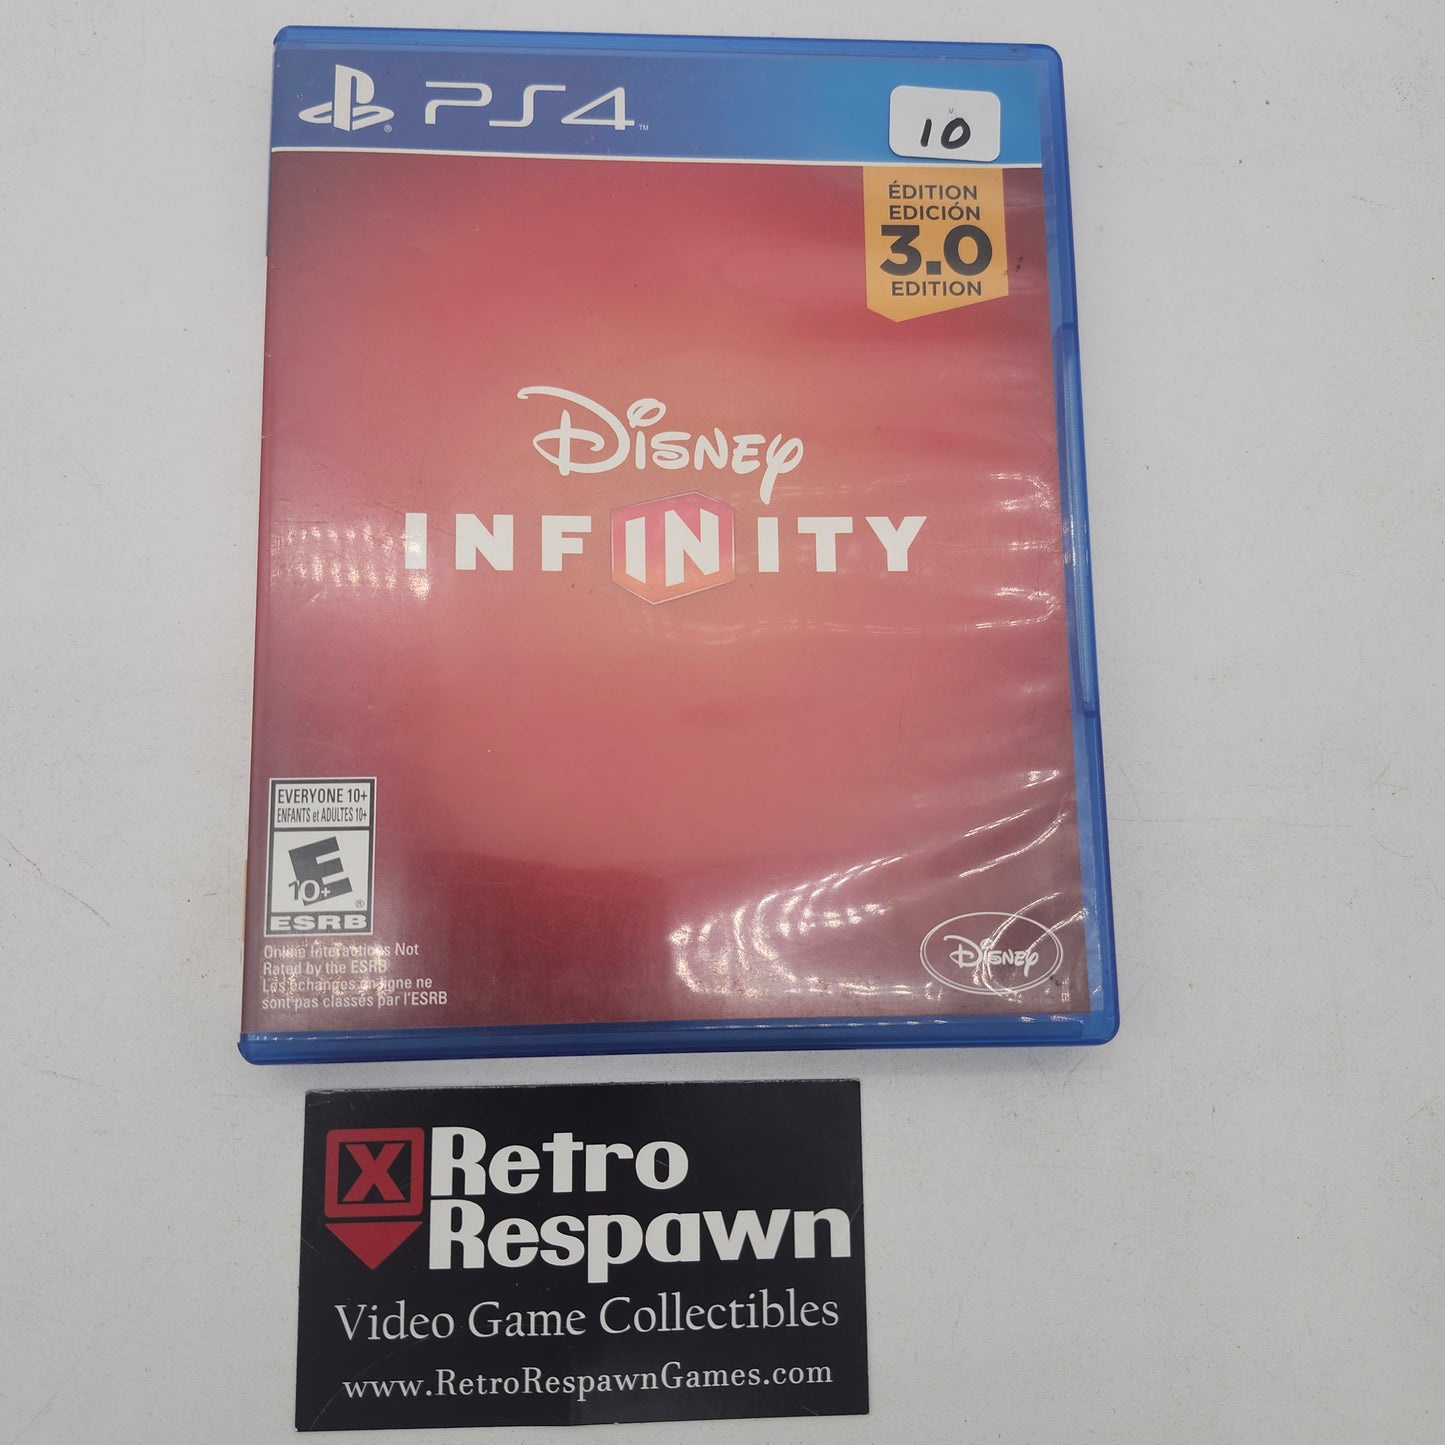 PS4™
10
ÉDITION
EDICIÓN
3.0
EDITION
Disney
INFINITY
EVERYONE 10+
ENFANTS et ADULTES 10+
E
10+
ESRB
Online Interactions Not
Rated by the ESRB
Les échanges en ligne ne
sont pas classés par l'ESRB
Disney
X Retro
Respawn
Video Game Collectibles
www.RetroRespawnGames.com